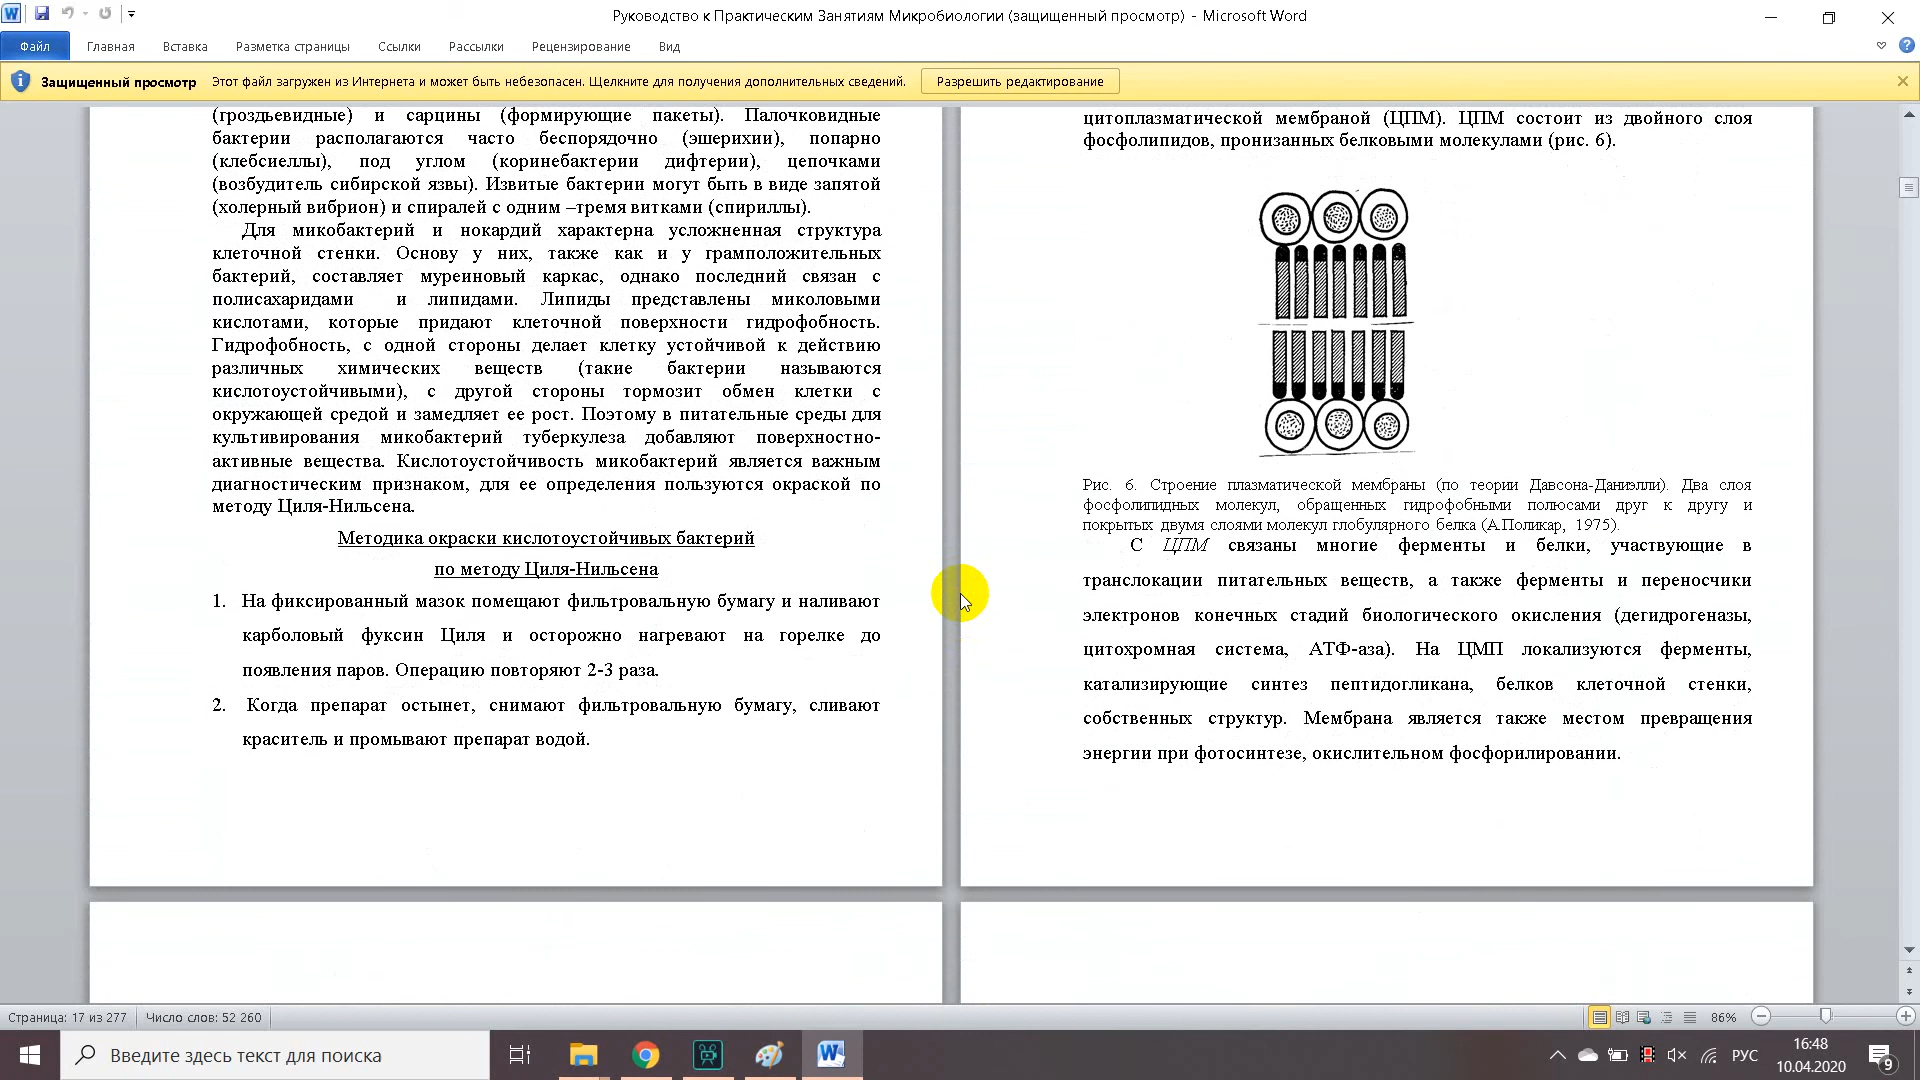 Руководство к Практическим Занятиям Микробиологии (защищенный просмотр) - Microsoft Word
Файл Главная Вставка Разметка страницы Ссылки Рассылки Рецензирование Вид
Защищенный просмотр Этот файл загружен из Интернета и может быть небезопасен. Щелкните для получения дополнительных сведений. Разрешить редактирование
(гроздьевидные) и сарцины (формирующие пакеты). Палочковидные
бактерии располагаются часто беспорядочно (эшерихии), попарно
(клебсиеллы), под углом (коринебактерии дифтерии), цепочками
(возбудитель сибирской язвы). Извитые бактерии могут быть в виде запятой
(холерный вибрион) и спиралей с одним –тремя витками (спириллы).
Для микобактерий и нокардий характерна усложненная структура
клеточной стенки. Основу у них, также как и у грамположительных
бактерий, составляет муреиновый каркас, однако последний связан с
полисахаридами и липидами. Липиды представлены миколовыми
кислотами, которые придают клеточной поверхности гидрофобность.
Гидрофобность, с одной стороны делает клетку устойчивой к действию
различных химических веществ (такие бактерии называются
кислотоустойчивыми), с другой стороны тормозит обмен клетки с
окружающей средой и замедляет ее рост. Поэтому в питательные среды для
культивирования микобактерий туберкулеза добавляют поверхностно-
активные вещества. Кислотоустойчивость микобактерий является важным
диагностическим признаком, для ее определения пользуются окраской по
методу Циля-Нильсена.
Методика окраски кислотоустойчивых бактерий
по методу Циля-Нильсена
1. На фиксированный мазок помещают фильтровальную бумагу и наливают
карболовый фуксин Циля и осторожно нагревают на горелке до
появления паров. Операцию повторяют 2-3 раза.
2. Когда препарат остынет, снимают фильтровальную бумагу, сливают
краситель и промывают препарат водой.
цитоплазматической мембраной (ЦПМ). ЦПМ состоит из двойного слоя
фосфолипидов, пронизанных белковыми молекулами (рис. 6).
Рис. 6. Строение плазматической мембраны (по теории Давсона-Даниэлли). Два слоя
фосфолипидных молекул, обращенных гидрофобными полюсами друг к другу и
покрытых двумя слоями молекул глобулярного белка (А.Поликар, 1975).
С ЦПМ связаны многие ферменты и белки, участвующие в
транслокации питательных веществ, а также ферменты и переносчики
электронов конечных стадий биологического окисления (дегидрогеназы,
цитохромная система, АТФ-аза). На ЦМП локализуются ферменты,
катализирующие синтез пептидогликана, белков клеточной стенки,
собственных структур. Мембрана является также местом превращения
энергии при фотосинтезе, окислительном фосфорилировании.
Страница: 17 из 277 Число слов: 52 260 86%
Введите здесь текст для поиска РУС 16:48
10.04.2020 9